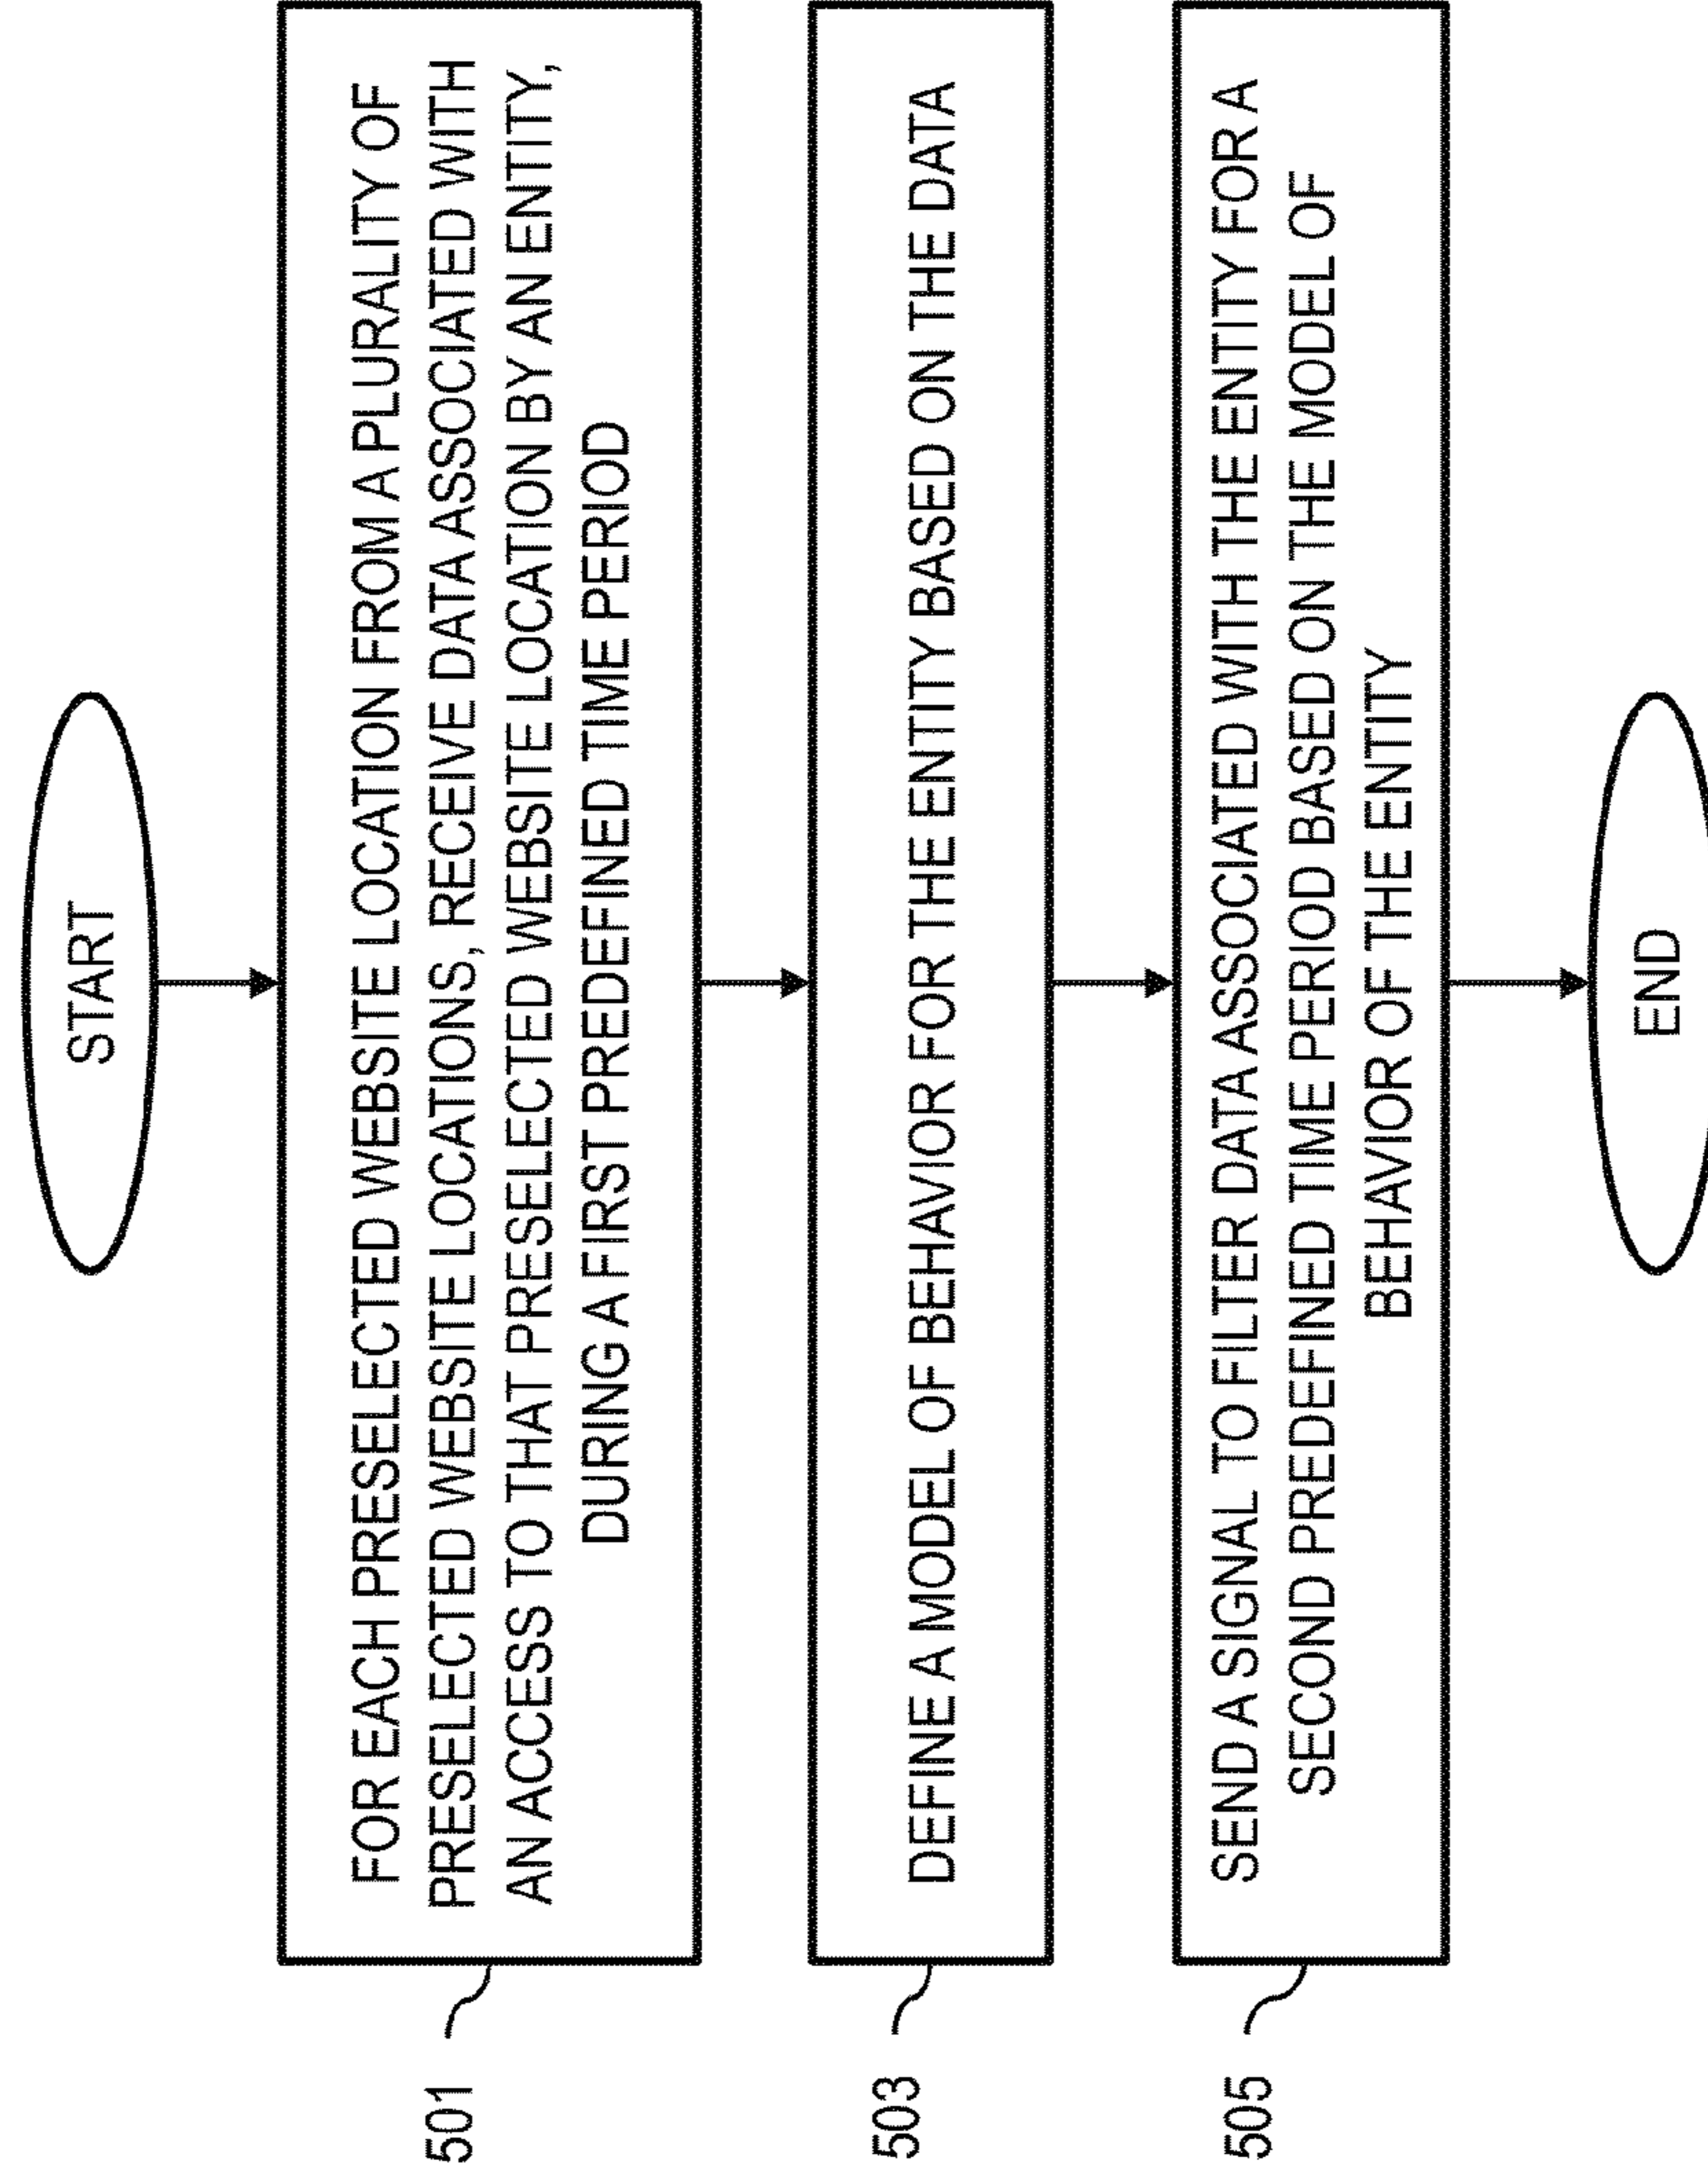 START
501
FOR EACH PRESELECTED WEBSITE LOCATION FROM A PLURALITY OF
PRESELECTED WEBSITE LOCATIONS, RECEIVE DATA ASSOCIATED WITH
AN ACCESS TO THAT PRESELECTED WEBSITE LOCATION BY AN ENTITY,
DURING A FIRST PREDEFINED TIME PERIOD
503
DEFINE A MODEL OF BEHAVIOR FOR THE ENTITY BASED ON THE DATA
505
SEND A SIGNAL TO FILTER DATA ASSOCIATED WITH THE ENTITY FOR A
SECOND PREDEFINED TIME PERIOD BASED ON THE MODEL OF
BEHAVIOR OF THE ENTITY
END